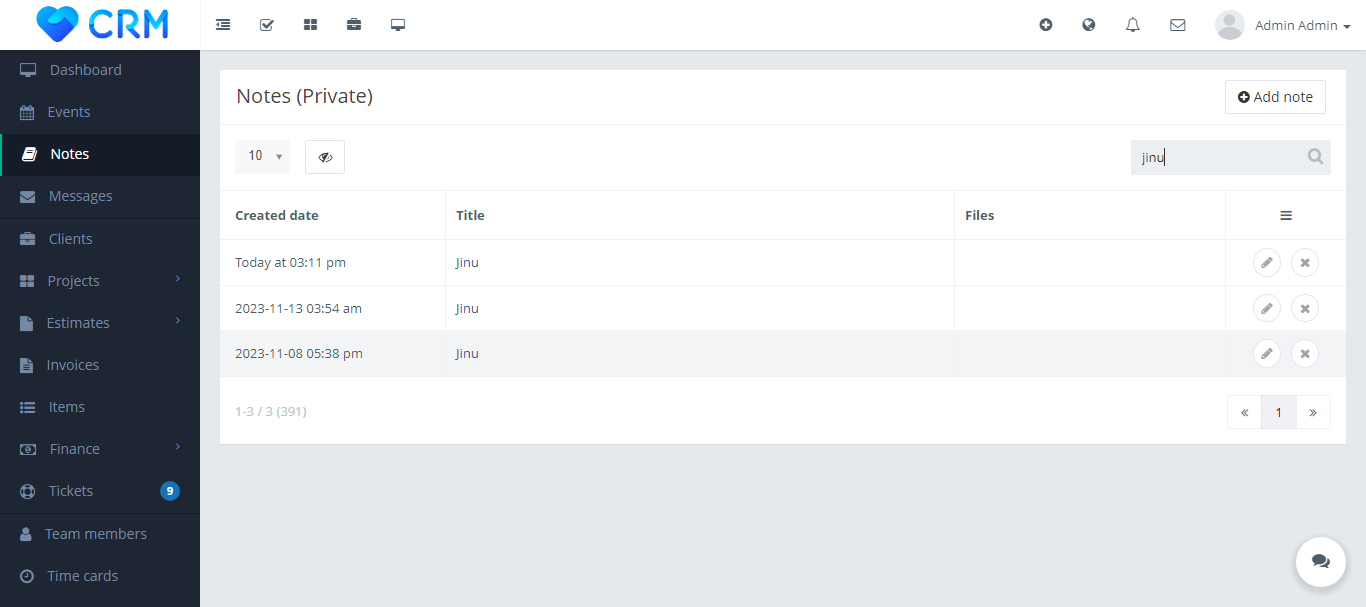 CRM
Admin Admin
Dashboard
Events
Notes
Messages
Clients
Projects
Estimates
Invoices
Items
Finance
Tickets 9
Team members
Time cards
Notes (Private)
Add note
10
jinu
Created date Title Files
Today at 03:11 pm Jinu
2023-11-13 03:54 am Jinu
2023-11-08 05:38 pm Jinu
1-3 / 3 (391)
« 1 »